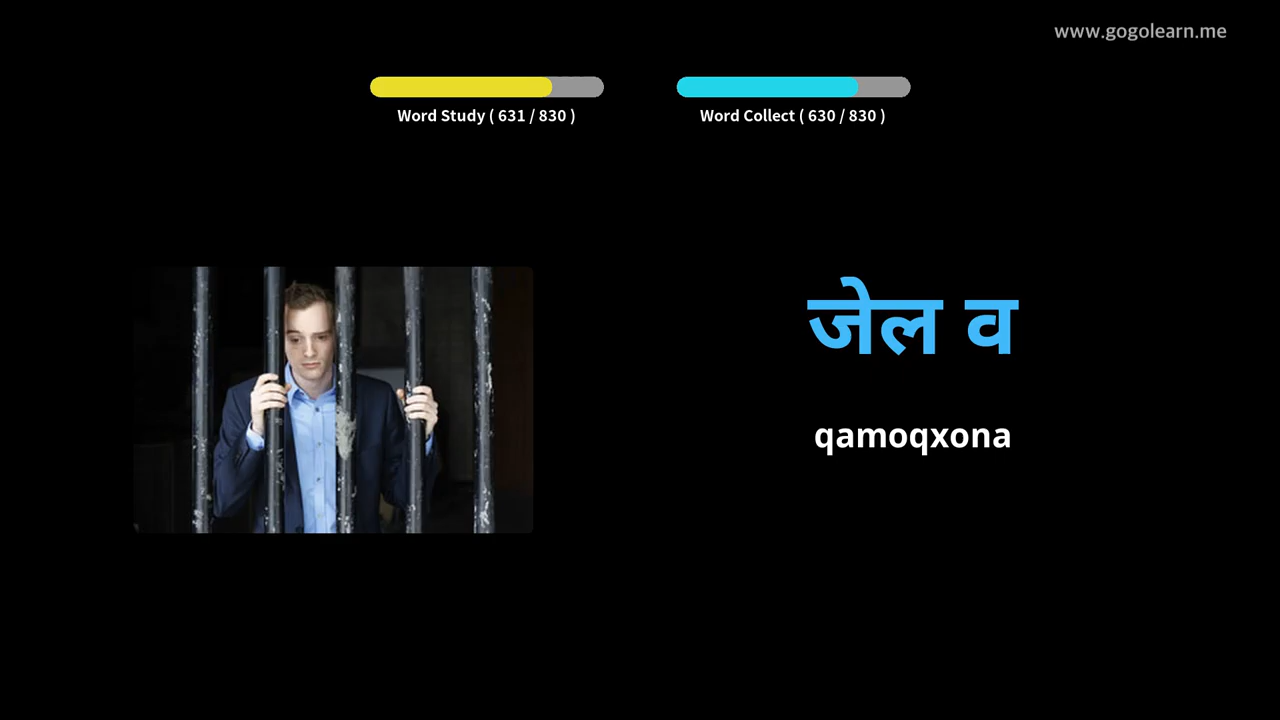 www.gogolearn.me
Word Study ( 631 / 830 )
Word Collect ( 630 / 830 )
जेल व
qamoqxona